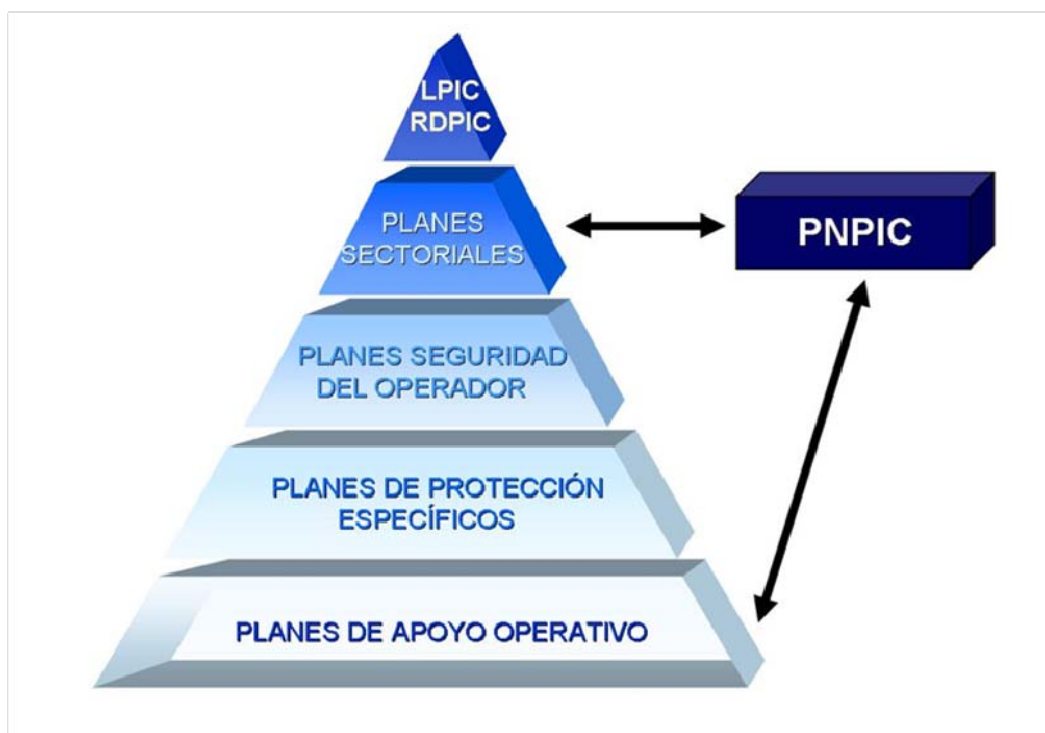 LPIC
RDPIC
PLANES
SECTORIALES
PNPIC
PLANES SEGURIDAD
DEL OPERADOR
PLANES DE PROTECCIÓN
ESPECÍFICOS
PLANES DE APOYO OPERATIVO